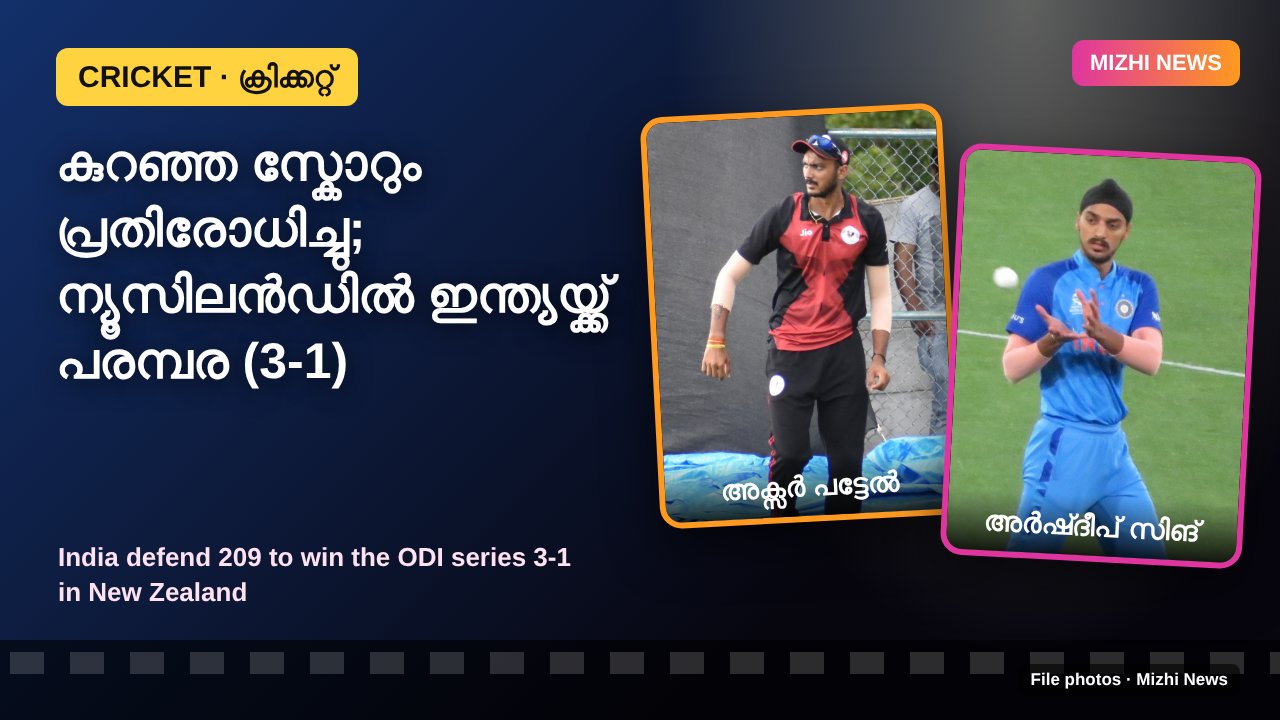 CRICKET · ക്രിക്കറ്റ്
MIZHI NEWS
കുറഞ്ഞ സ്കോറും
പ്രതിരോധിച്ചു;
ന്യൂസിലൻഡിൽ ഇന്ത്യയ്ക്ക്
പരമ്പര (3-1)
Jio
അക്സർ പട്ടേൽ
അർഷ്ദീപ് സിങ്
India defend 209 to win the ODI series 3-1
in New Zealand
File photos · Mizhi News